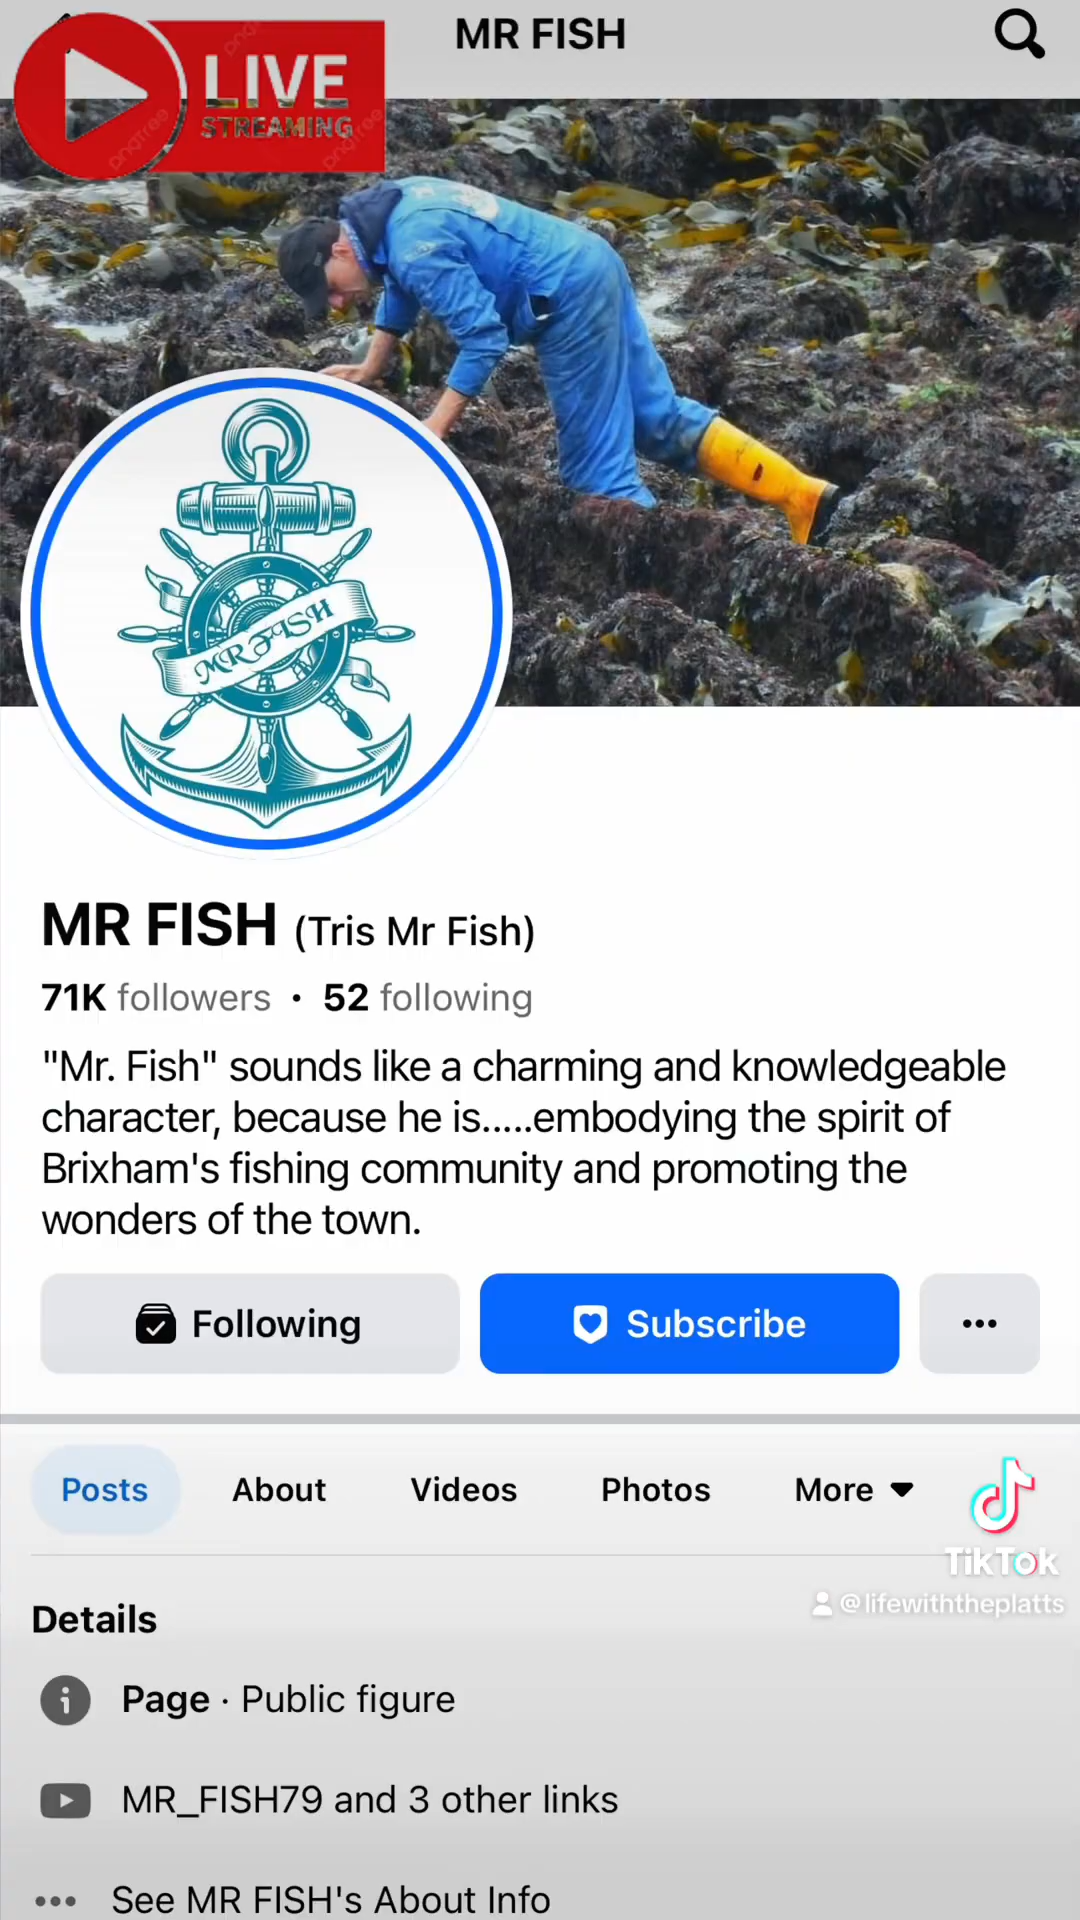 MR FISH
LIVE
STREAMING
pngtree
MR FISH
MR FISH (Tris Mr Fish)
71K followers • 52 following
"Mr. Fish" sounds like a charming and knowledgeable
character, because he is.....embodying the spirit of
Brixham's fishing community and promoting the
wonders of the town.
Following
Subscribe
Posts
About
Videos
Photos
More
TikTok
@lifewiththeplatts
Details
Page · Public figure
MR_FISH79 and 3 other links
See MR FISH's About Info